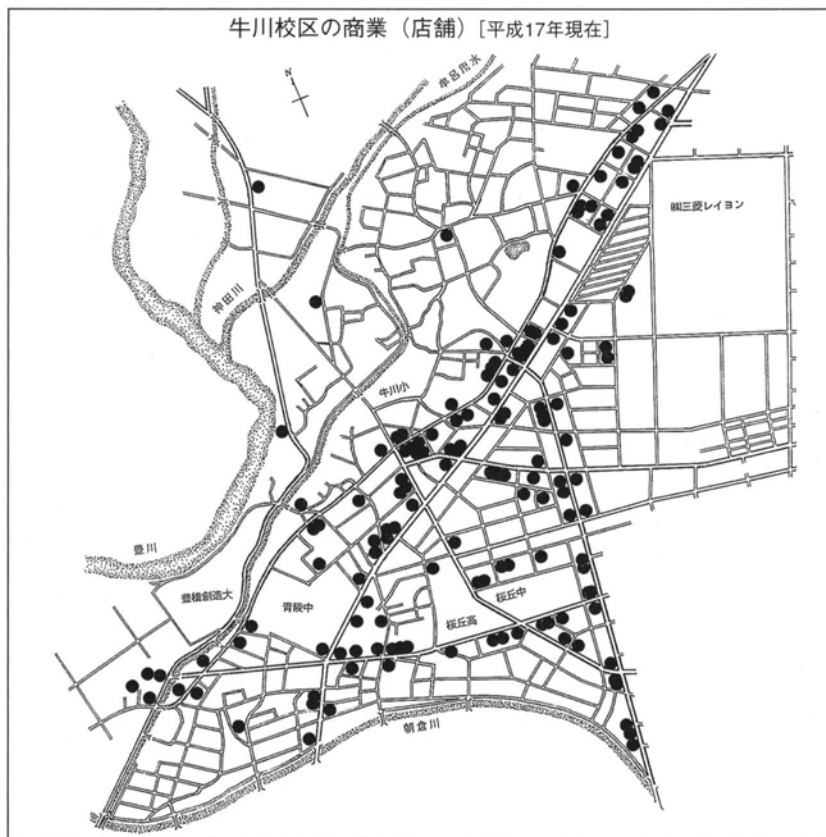 牛川校区の商業（店舗）[平成17年現在]
N
牟呂用水
㈱三菱レイヨン
神田川
牛川小
豊川
豊橋創造大
青陵中
桜丘高
桜丘中
朝倉川